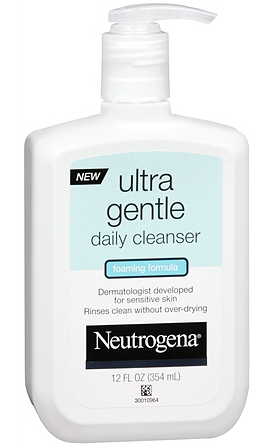 NEW
ultra
gentle
daily cleanser
foaming formula
Dermatologist developed
for sensitive skin
Rinses clean without over-drying
Neutrogena®
12 FL OZ (354 mL)
30010964